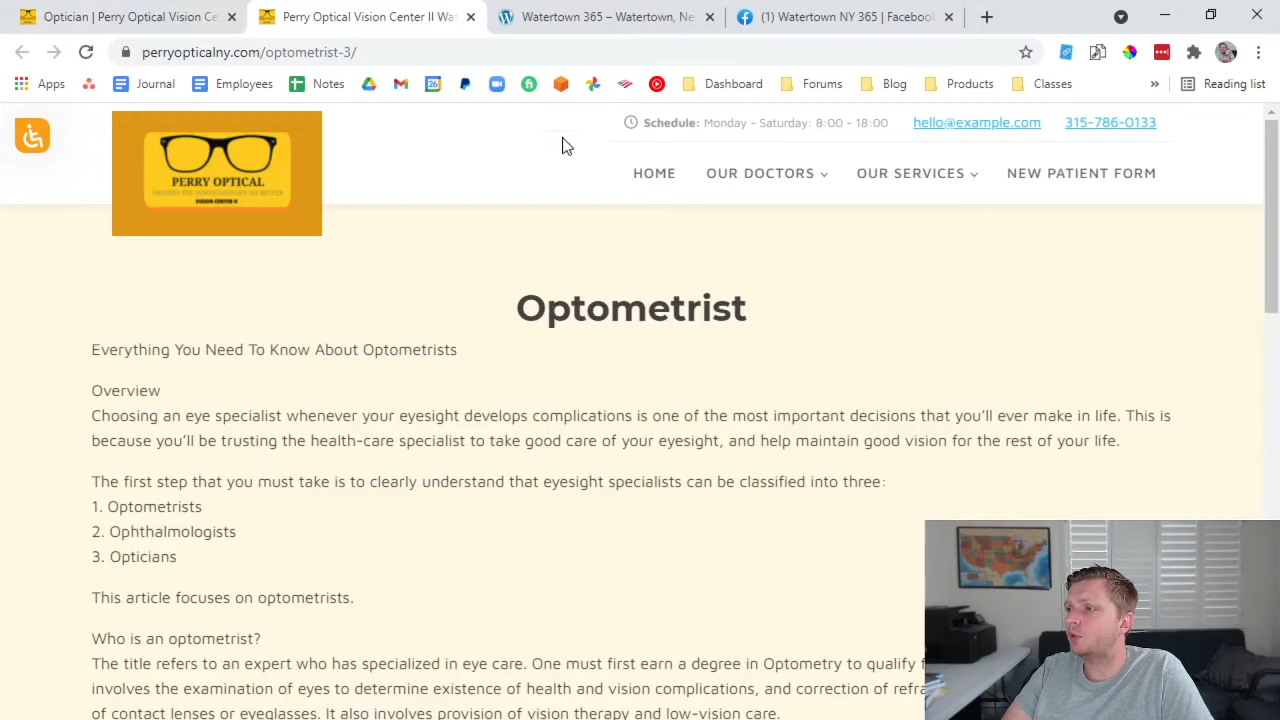 Optician | Perry Optical Vision Ce
Perry Optical Vision Center II Wat
Watertown 365 – Watertown, Ne
(1) Watertown NY 365 | Facebook
perryopticalny.com/optometrist-3/
Apps
Journal
Employees
Notes
26
Dashboard
Forums
Blog
Products
Classes
»
Reading list
Schedule: Monday - Saturday: 8:00 - 18:00
hello@example.com
315-786-0133
PERRY OPTICAL
VISION CENTER II
HOME
OUR DOCTORS
OUR SERVICES
NEW PATIENT FORM
Optometrist
Everything You Need To Know About Optometrists
Overview
Choosing an eye specialist whenever your eyesight develops complications is one of the most important decisions that you’ll ever make in life. This is
because you’ll be trusting the health-care specialist to take good care of your eyesight, and help maintain good vision for the rest of your life.
The first step that you must take is to clearly understand that eyesight specialists can be classified into three:
1. Optometrists
2. Ophthalmologists
3. Opticians
This article focuses on optometrists.
Who is an optometrist?
The title refers to an expert who has specialized in eye care. One must first earn a degree in Optometry to qualify
involves the examination of eyes to determine existence of health and vision complications, and correction of
of contact lenses or eyeglasses. It also involves provision of vision therapy and low-vision care.